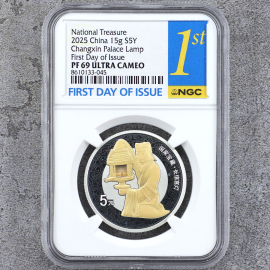 National Treasure
2025 China 15g S5Y
Changxin Palace Lamp
First Day of Issue
PF 69 ULTRA CAMEO
8610133-045
1st
FIRST DAY OF ISSUE
NGC
5元